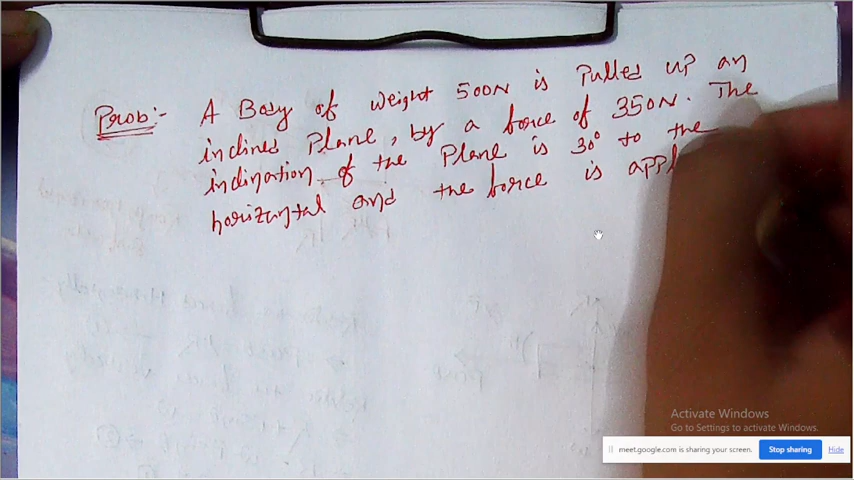 Prob:- A Body of weight 500N is Pulled up an
inclined Plane, by a force of 350N. The
inclination of the Plane is 30° to the
horizontal and the force is appl
Activate Windows
Go to Settings to activate Windows.
meet.google.com is sharing your screen. Stop sharing Hide